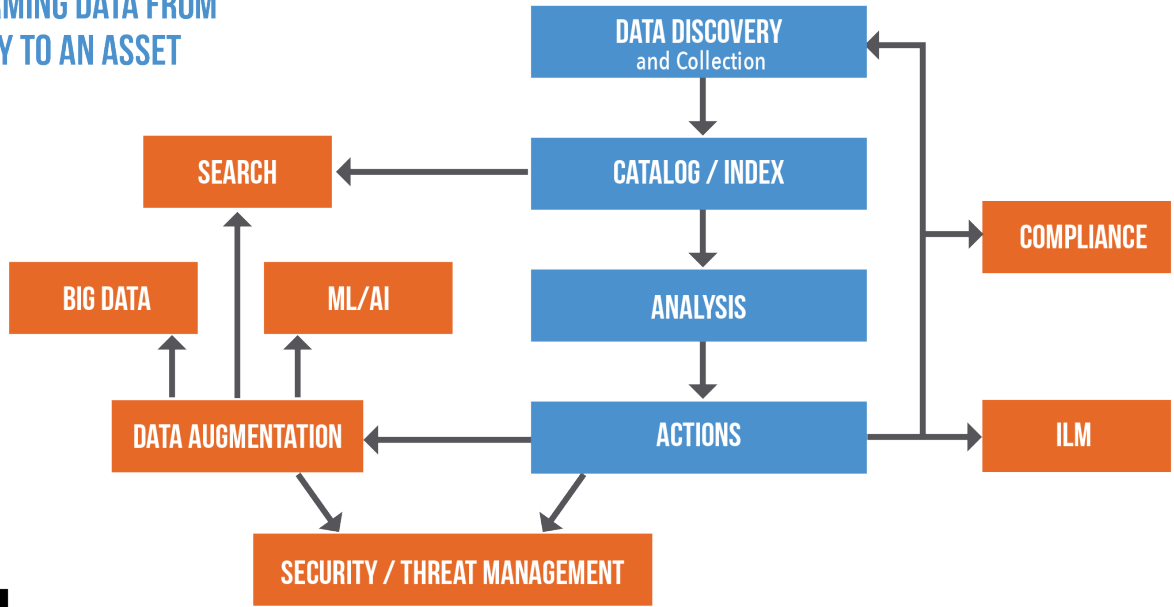 DATA FROM
TO AN ASSET
DATA DISCOVERY
and Collection
SEARCH
CATALOG / INDEX
COMPLIANCE
BIG DATA
ML/AI
ANALYSIS
DATA AUGMENTATION
ACTIONS
ILM
SECURITY / THREAT MANAGEMENT